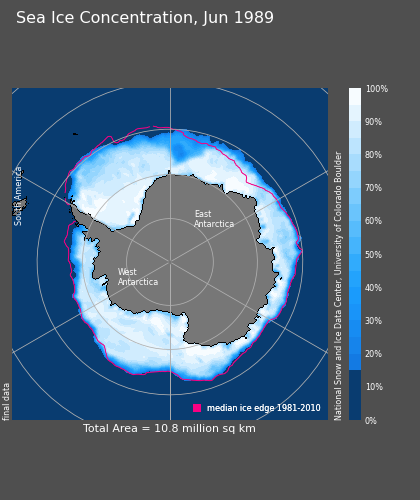 Sea Ice Concentration, Jun 1989
South America
East
Antarctica
West
Antarctica
median ice edge 1981-2010
final data
Total Area = 10.8 million sq km
National Snow and Ice Data Center, University of Colorado Boulder
100%
90%
80%
70%
60%
50%
40%
30%
20%
10%
0%